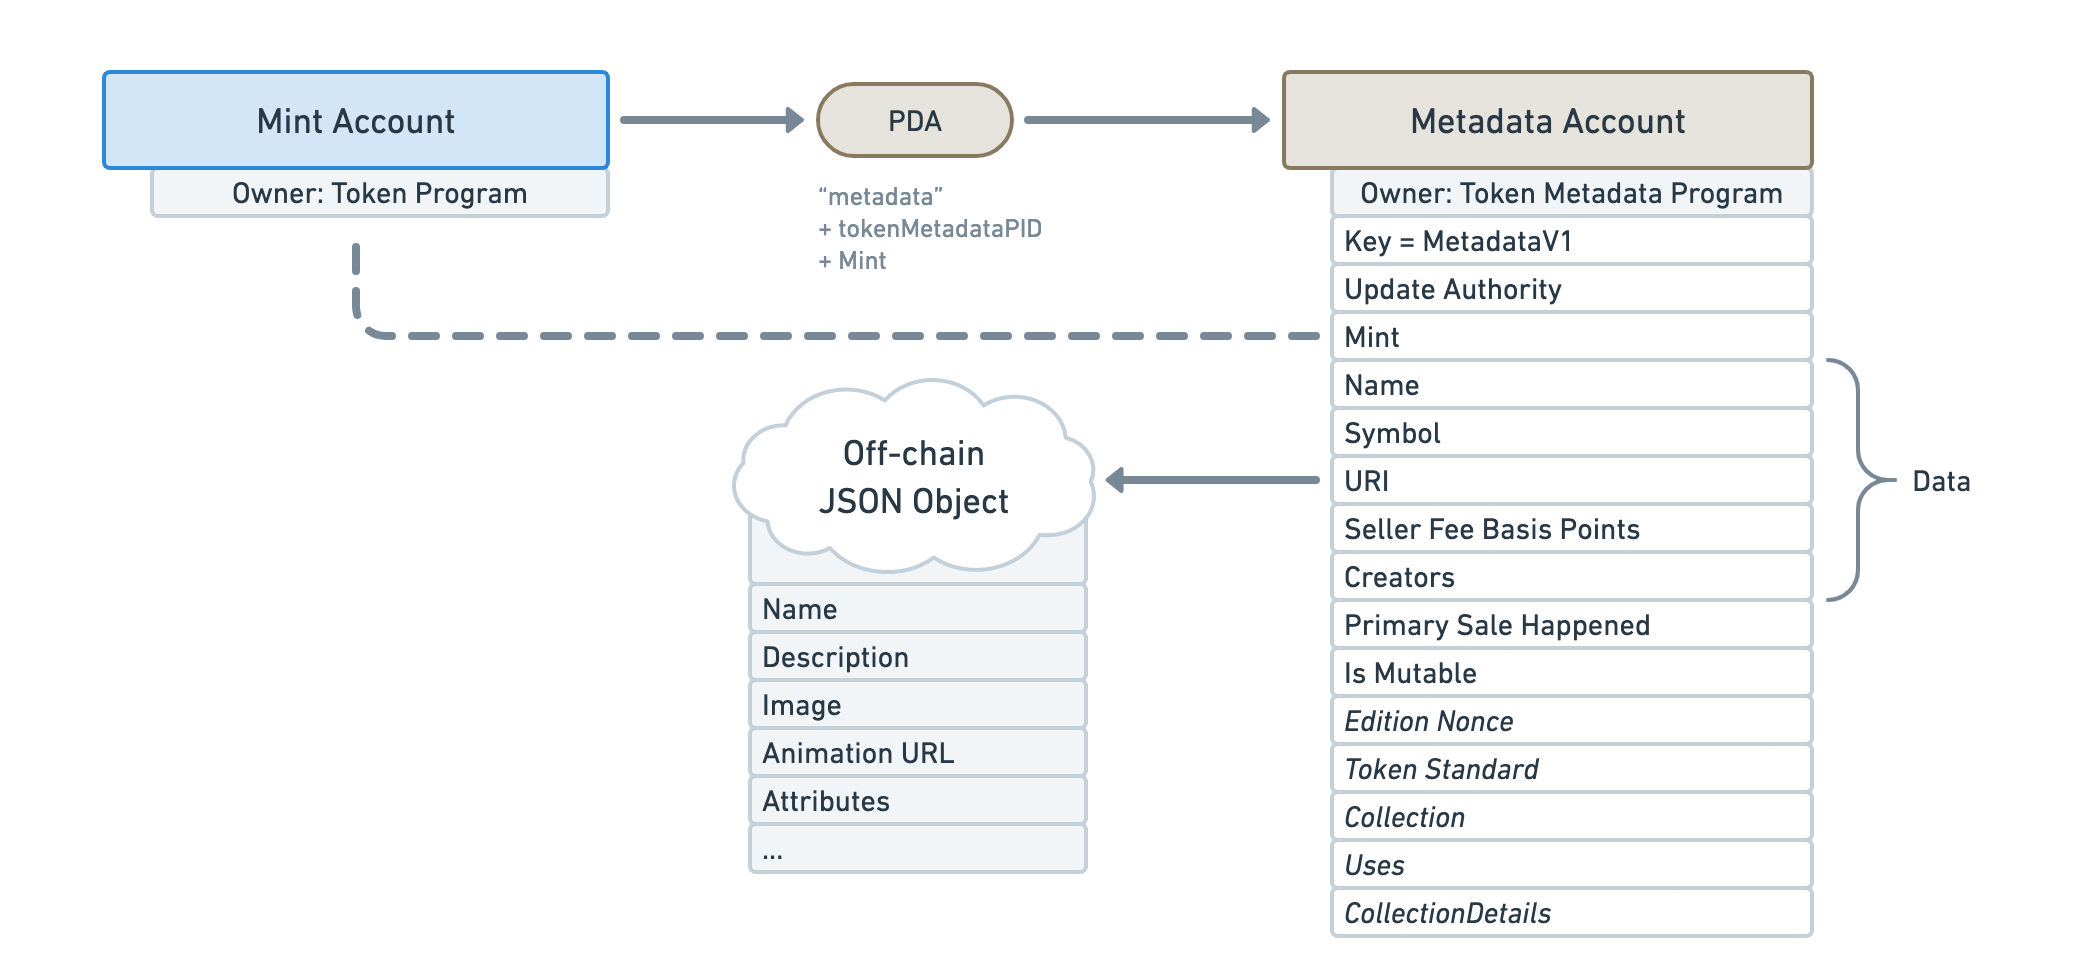 Mint Account
Owner: Token Program
PDA
“metadata”
+ tokenMetadataPID
+ Mint
Metadata Account
Owner: Token Metadata Program
Key = MetadataV1
Update Authority
Mint
Name
Symbol
URI
Seller Fee Basis Points
Creators
Primary Sale Happened
Is Mutable
Edition Nonce
Token Standard
Collection
Uses
CollectionDetails
Data
Off-chain
JSON Object
Name
Description
Image
Animation URL
Attributes
...